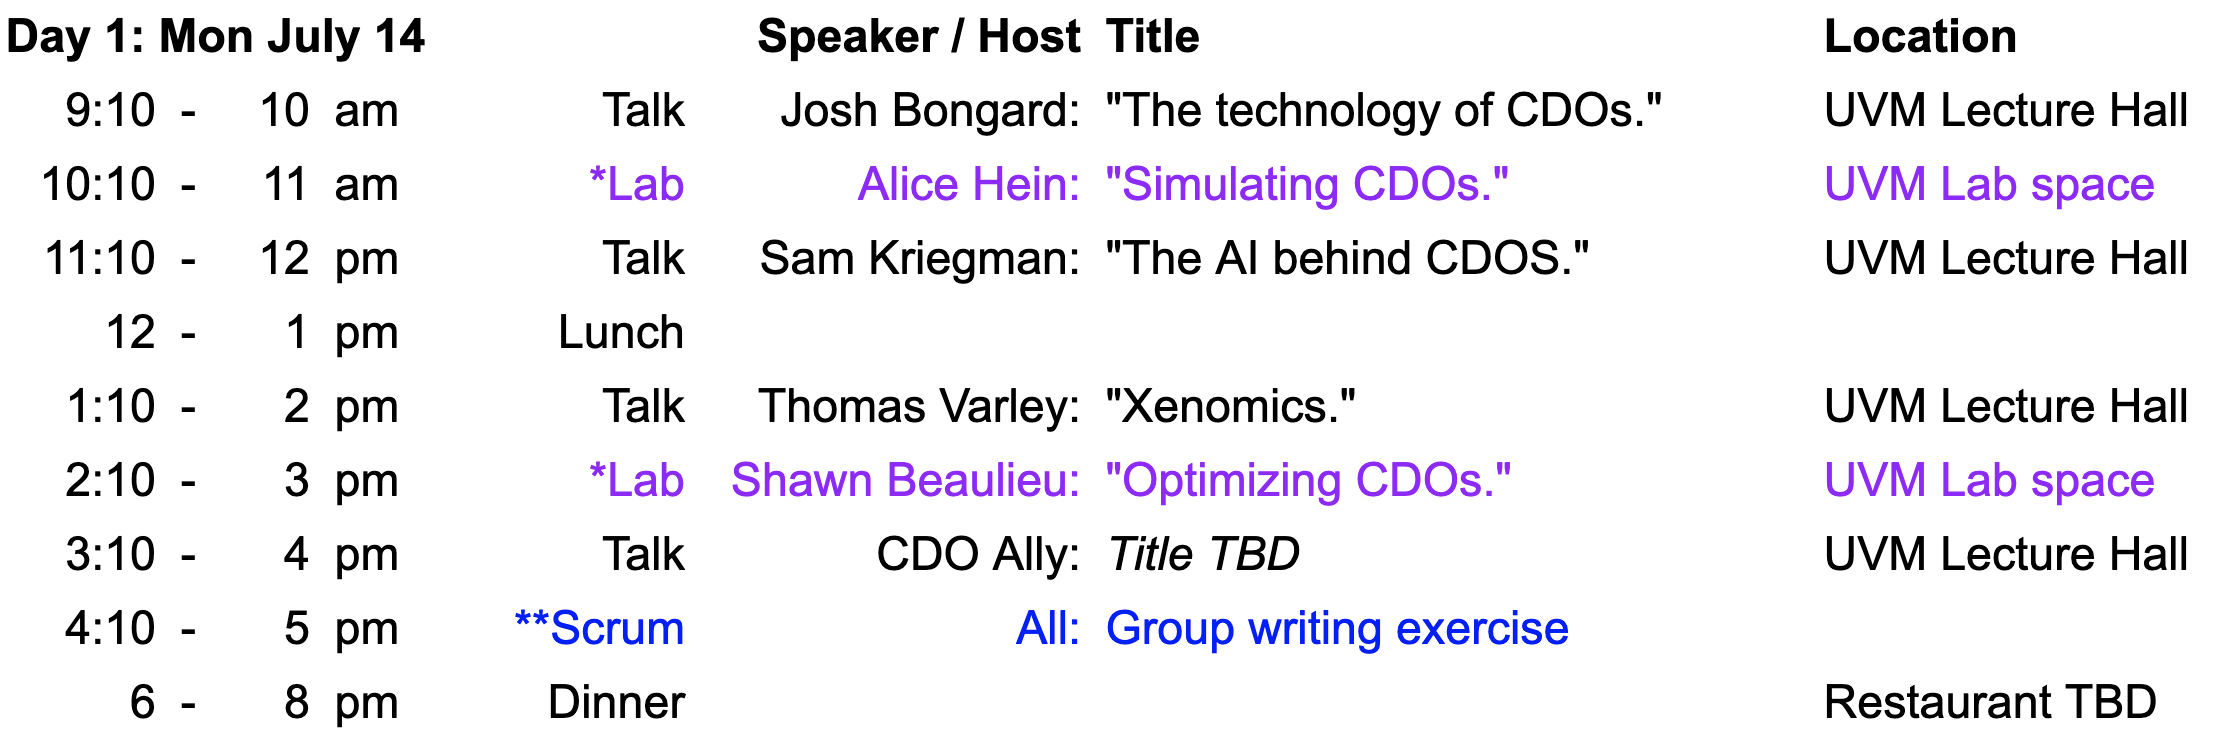 Day 1: Mon July 14 Speaker / Host Title Location
9:10 - 10 am Talk Josh Bongard: "The technology of CDOs." UVM Lecture Hall
10:10 - 11 am *Lab Alice Hein: "Simulating CDOs." UVM Lab space
11:10 - 12 pm Talk Sam Kriegman: "The AI behind CDOS." UVM Lecture Hall
12 - 1 pm Lunch
1:10 - 2 pm Talk Thomas Varley: "Xenomics." UVM Lecture Hall
2:10 - 3 pm *Lab Shawn Beaulieu: "Optimizing CDOs." UVM Lab space
3:10 - 4 pm Talk CDO Ally: Title TBD UVM Lecture Hall
4:10 - 5 pm **Scrum All: Group writing exercise
6 - 8 pm Dinner Restaurant TBD